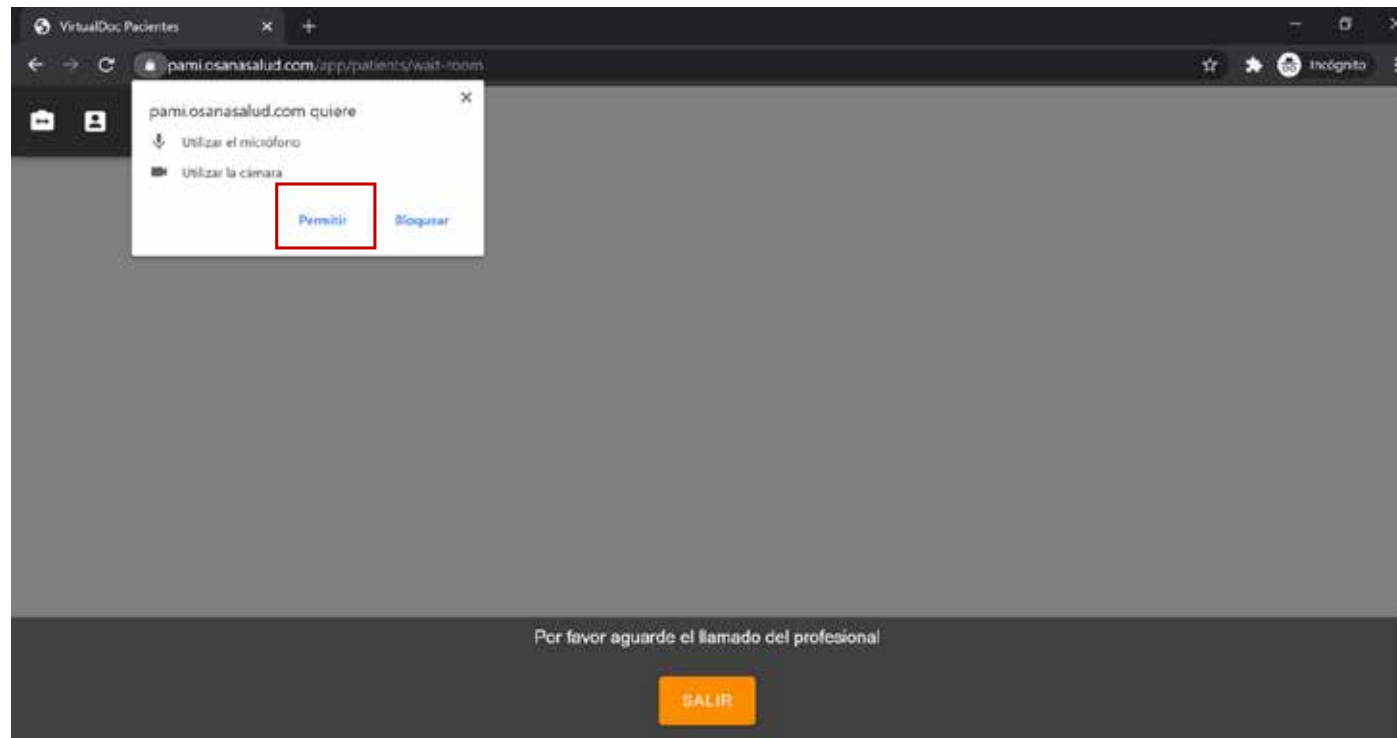 VirtualDoc Pacientes
pami.osanasalud.com/app/patients/wait-room
Incógnito
pami.osanasalud.com quiere
Utilizar el micrófono
Utilizar la cámara
Permitir Bloquear
Por favor aguarde el llamado del profesional
SALIR